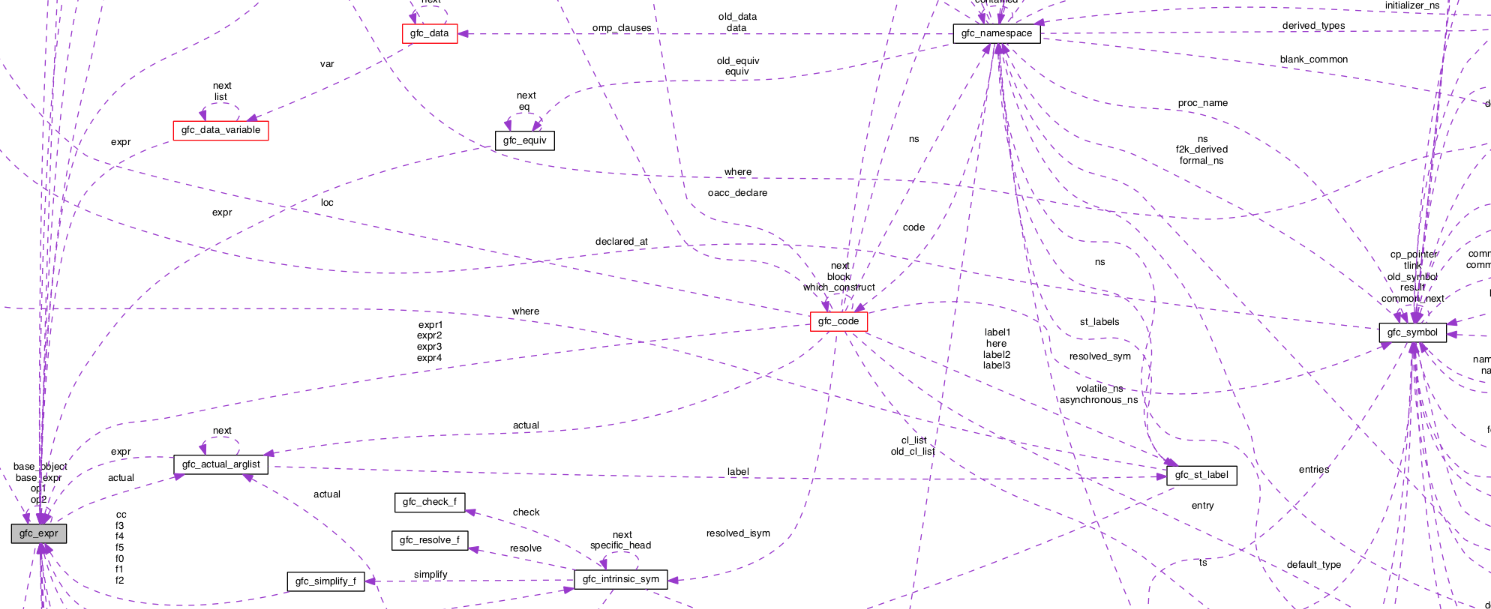 next
contained
initializer_ns
old_data
data
omp_clauses
derived_types
gfc_data
gfc_namespace
var
old_equiv
equiv
blank_common
next
list
next
eq
proc_name
gfc_data_variable
gfc_equiv
expr
ns
ns
f2k_derived
formal_ns
where
oacc_declare
loc
expr
code
declared_at
ns
next
block
which_construct
cp_pointer
tlink
old_symbol
result
common_next
where
gfc_code
gfc_symbol
expr1
expr2
expr3
expr4
label1
here
label2
label3
st_labels
resolved_sym
volatile_ns
asynchronous_ns
next
actual
cl_list
old_cl_list
expr
gfc_actual_arglist
label
entries
gfc_st_label
base_object
base_expr
op1
op2
actual
actual
gfc_check_f
entry
check
cc
f3
f4
f5
f0
f1
f2
gfc_expr
gfc_resolve_f
resolve
next
specific_head
resolved_isym
ts
default_type
gfc_simplify_f
simplify
gfc_intrinsic_sym